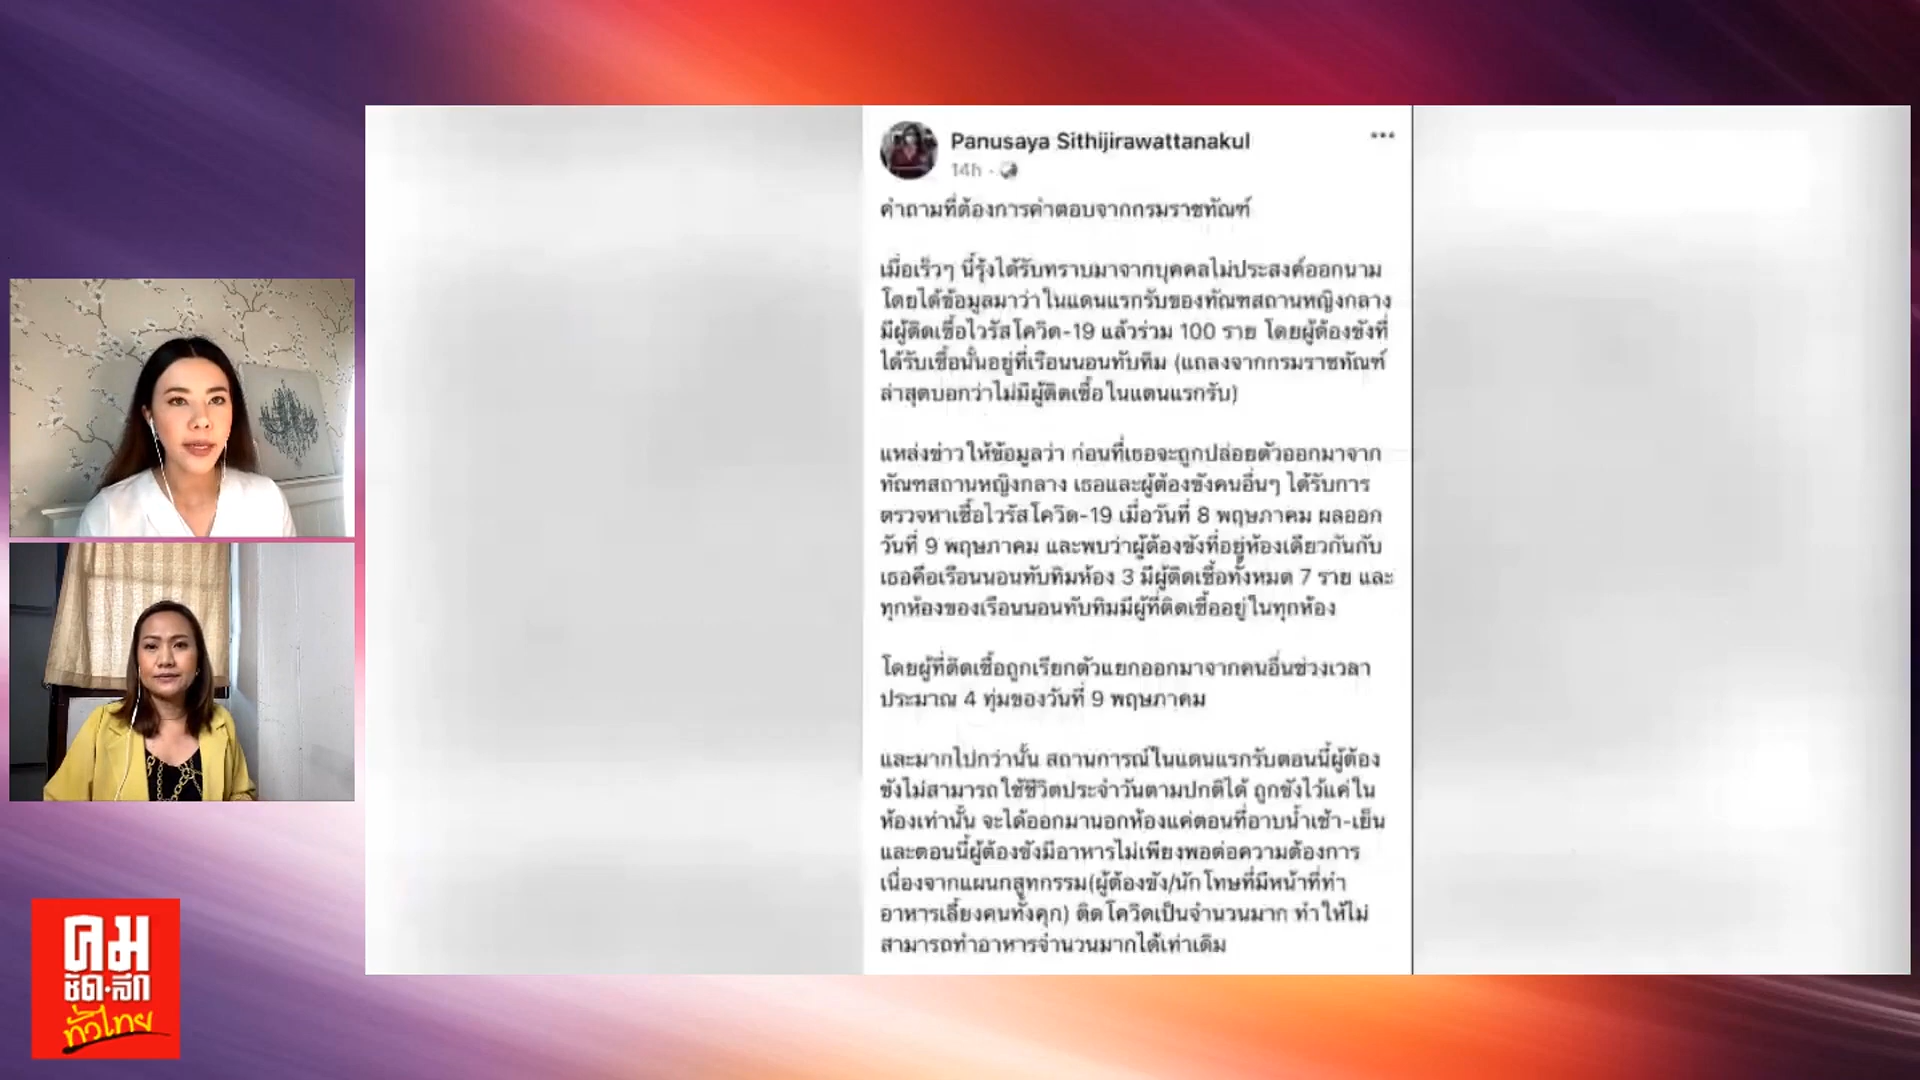 Panusaya Sithijirawattanakul
14h
คำถามที่ต้องการคำตอบจากกรมราชทัณฑ์
เมื่อเร็วๆ นี้รุ้งได้รับทราบมาจากบุคคลไม่ประสงค์ออกนาม
โดยได้ข้อมูลมาว่าในแดนแรกรับของทัณฑสถานหญิงกลาง
มีผู้ติดเชื้อไวรัสโควิด-19 แล้วร่วม 100 ราย โดยผู้ต้องขังที่
ได้รับเชื้อนั้นอยู่ที่เรือนนอนทับทิม (แถลงจากกรมราชทัณฑ์
ล่าสุดบอกว่าไม่มีผู้ติดเชื้อในแดนแรกรับ)
แหล่งข่าวให้ข้อมูลว่า ก่อนที่เธอจะถูกปล่อยตัวออกมาจาก
ทัณฑสถานหญิงกลาง เธอและผู้ต้องขังคนอื่นๆ ได้รับการ
ตรวจหาเชื้อไวรัสโควิด-19 เมื่อวันที่ 8 พฤษภาคม ผลออก
วันที่ 9 พฤษภาคม และพบว่าผู้ต้องขังที่อยู่ห้องเดียวกันกับ
เธอคือเรือนนอนทับทิมห้อง 3 มีผู้ติดเชื้อทั้งหมด 7 ราย และ
ทุกห้องของเรือนนอนทับทิมมีผู้ที่ติดเชื้ออยู่ในทุกห้อง
โดยผู้ที่ติดเชื้อถูกเรียกตัวแยกออกมาจากคนอื่นช่วงเวลา
ประมาณ 4 ทุ่มของวันที่ 9 พฤษภาคม
และมากไปกว่านั้น สถานการณ์ในแดนแรกรับตอนนี้ผู้ต้อง
ขังไม่สามารถใช้ชีวิตประจำวันตามปกติได้ ถูกขังไว้แค่ใน
ห้องเท่านั้น จะได้ออกมานอกห้องแค่ตอนที่อาบน้ำเช้า-เย็น
และตอนนี้ผู้ต้องขังมีอาหารไม่เพียงพอต่อความต้องการ
เนื่องจากแผนกสูทกรรม(ผู้ต้องขัง/นักโทษที่มีหน้าที่ทำ
อาหารเลี้ยงคนทั้งคุก) ติดโควิดเป็นจำนวนมาก ทำให้ไม่
สามารถทำอาหารจำนวนมากได้เท่าเดิม
คม
ชัด•ลึก
ทั่วไทย